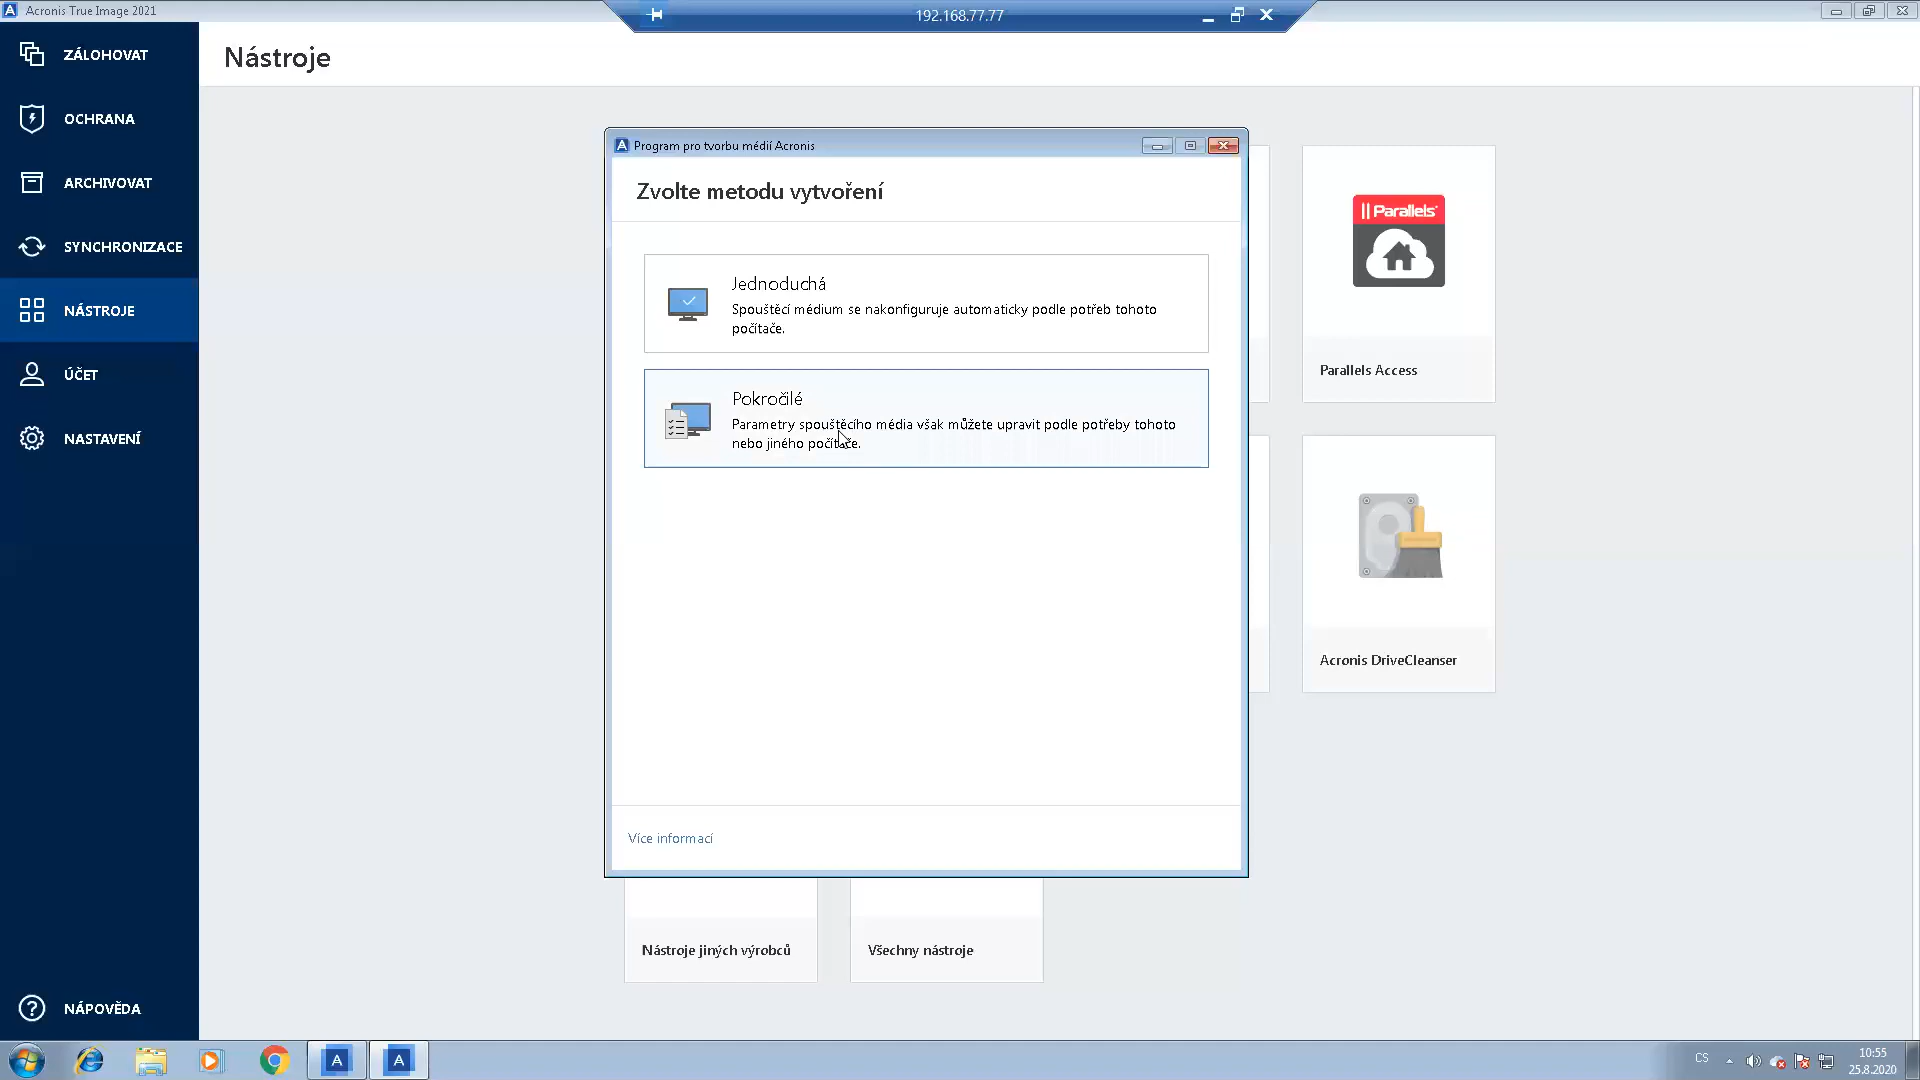 Acronis True Image 2021
192.168.77.77
ZÁLOHOVAT
OCHRANA
ARCHIVOVAT
SYNCHRONIZACE
NÁSTROJE
ÚČET
NASTAVENÍ
NÁPOVĚDA
Nástroje
Program pro tvorbu médií Acronis
Zvolte metodu vytvoření
Jednoduchá
Spouštěcí médium se nakonfiguruje automaticky podle potřeb tohoto
počítače.
Pokročilé
Parametry spouštěcího média však můžete upravit podle potřeby tohoto
nebo jiného počítače.
Více informací
Parallels
Parallels Access
Acronis DriveCleanser
Nástroje jiných výrobců
Všechny nástroje
CS
10:55
25.8.2020